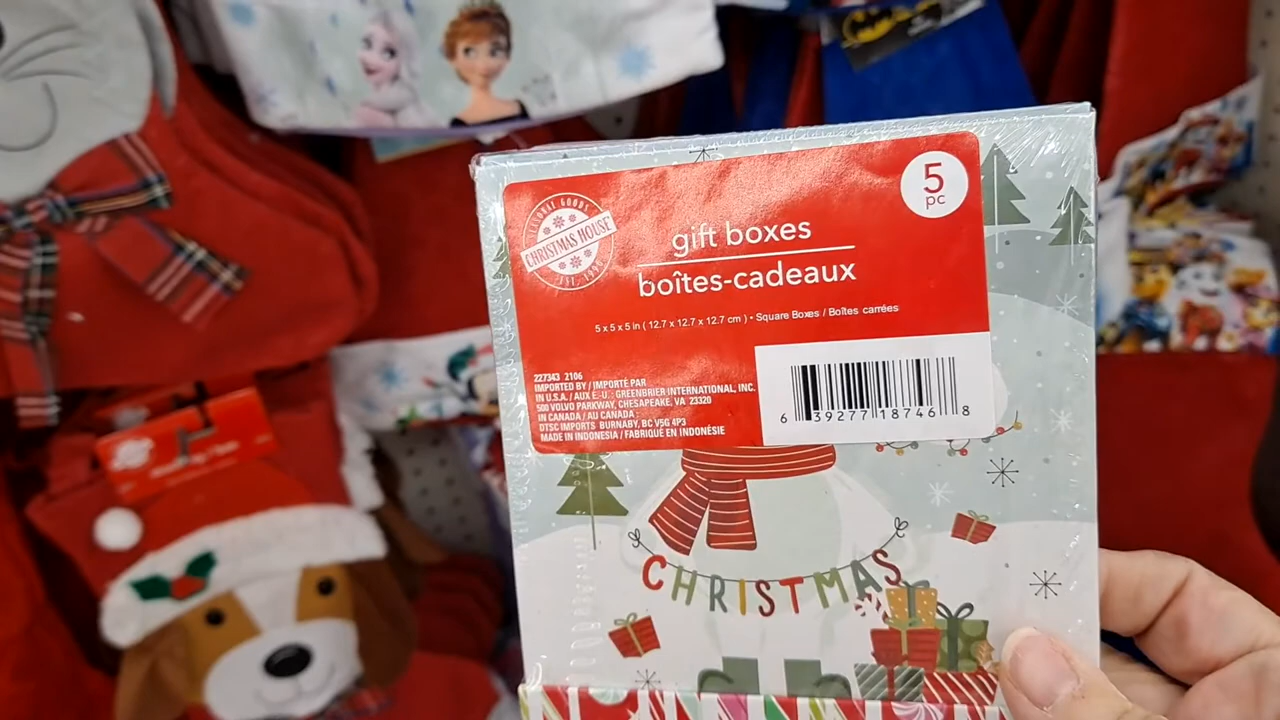 5
pc
SEASONAL GOODS
CHRISTMAS HOUSE
gift boxes
boîtes-cadeaux
5 x 5 x 5 in ( 12.7 x 12.7 x 12.7 cm ) • Square Boxes / Boîtes carrées
227343 2106
IMPORTED BY / IMPORTÉ PAR
IN U.S.A. / AUX É.-U. : GREENBRIER INTERNATIONAL, INC.
500 VOLVO PARKWAY, CHESAPEAKE, VA 23320
IN CANADA / AU CANADA :
DTSC IMPORTS BURNABY, BC V5G 4P3
MADE IN INDONESIA / FABRIQUÉ EN INDONÉSIE
6 39277 18746 8
CHRISTMAS